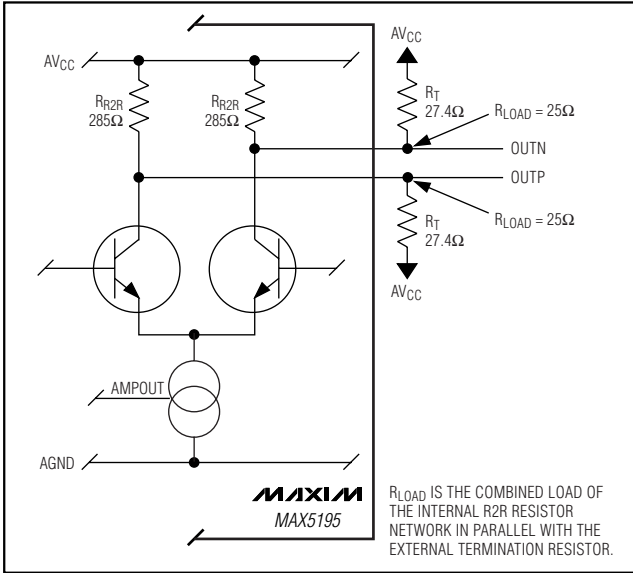 AVCC
AVCC
RR2R
285Ω
RR2R
285Ω
RT
27.4Ω
RLOAD = 25Ω
OUTN
OUTP
RT
27.4Ω
RLOAD = 25Ω
AVCC
AMPOUT
AGND
MAXIM
MAX5195
RLOAD IS THE COMBINED LOAD OF
THE INTERNAL R2R RESISTOR
NETWORK IN PARALLEL WITH THE
EXTERNAL TERMINATION RESISTOR.